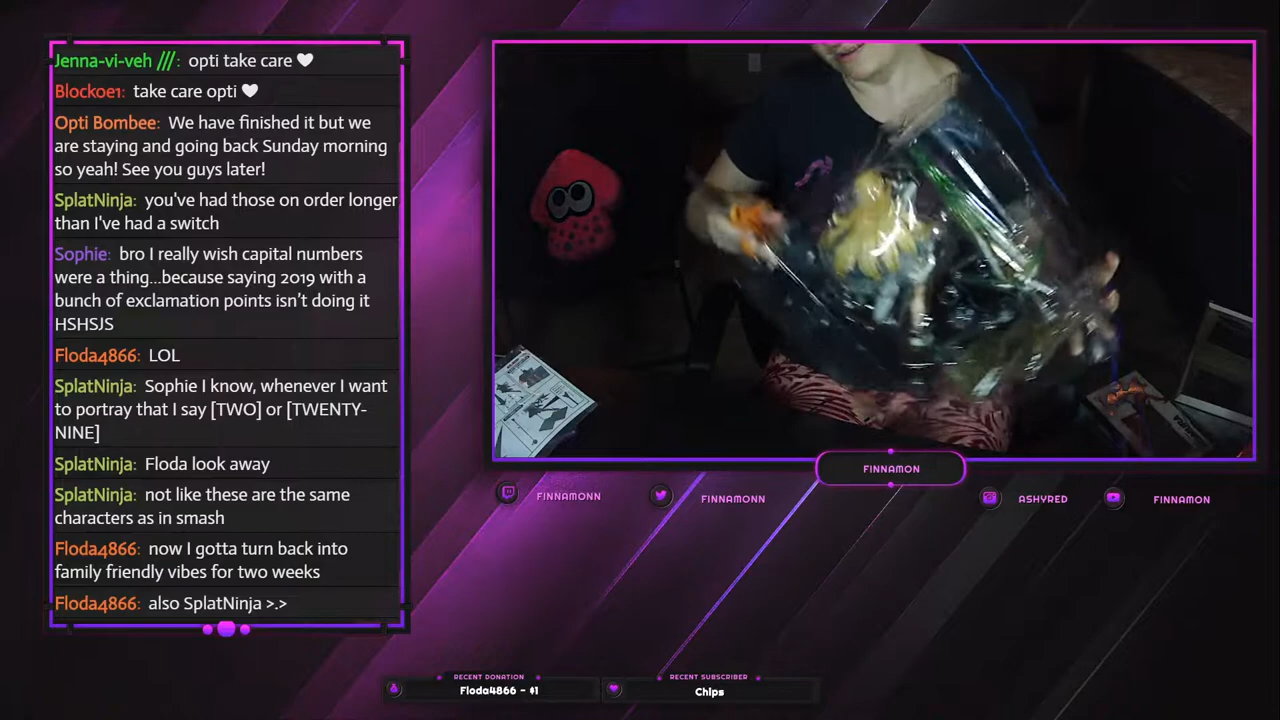 Jenna-vi-veh ///: opti take care 🤍
Blockoe1: take care opti 🤍
Opti Bombee: We have finished it but we
are staying and going back Sunday morning
so yeah! See you guys later!
SplatNinja: you've had those on order longer
than I've had a switch
Sophie: bro I really wish capital numbers
were a thing...because saying 2019 with a
bunch of exclamation points isn't doing it
HSHSJS
Floda4866: LOL
SplatNinja: Sophie I know, whenever I want
to portray that I say [TWO] or [TWENTY-
NINE]
SplatNinja: Floda look away
SplatNinja: not like these are the same
characters as in smash
Floda4866: now I gotta turn back into
family friendly vibes for two weeks
Floda4866: also SplatNinja >.>
FINNAMON
FINNAMONN
FINNAMONN
ASHYRED
FINNAMON
RECENT DONATION
Floda4866 - $1
RECENT SUBSCRIBER
Chips